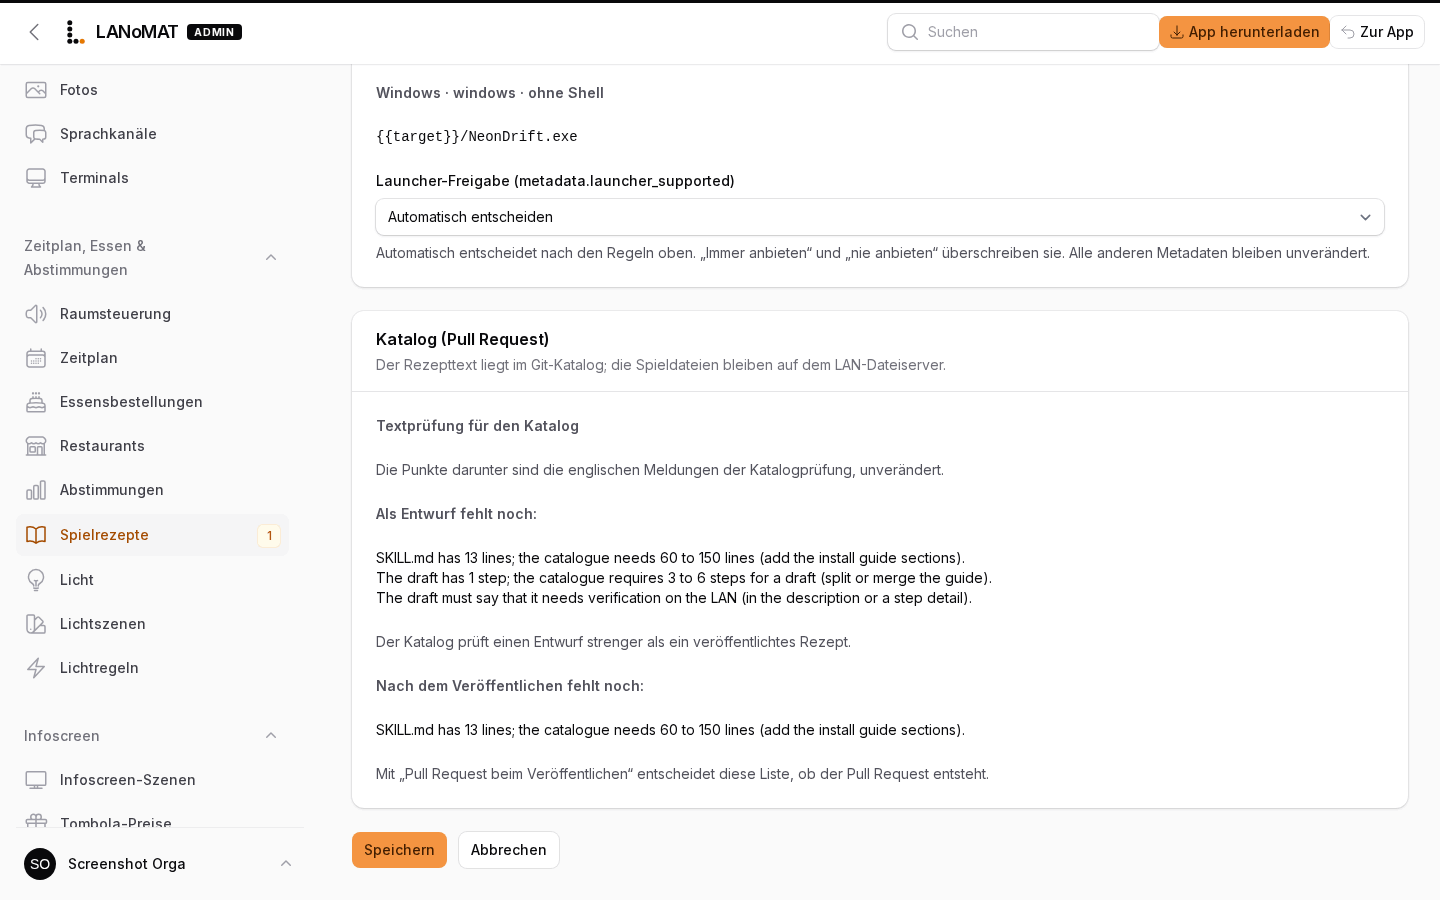 LANoMAT ADMIN
Suchen
App herunterladen
Zur App
Fotos
Sprachkanäle
Terminals
Zeitplan, Essen &
Abstimmungen
Raumsteuerung
Zeitplan
Essensbestellungen
Restaurants
Abstimmungen
Spielrezepte 1
Licht
Lichtszenen
Lichtregeln
Infoscreen
Infoscreen-Szenen
Tombola-Preise
SO Screenshot Orga
Windows · windows · ohne Shell
{{target}}/NeonDrift.exe
Launcher-Freigabe (metadata.launcher_supported)
Automatisch entscheiden
Automatisch entscheidet nach den Regeln oben. „Immer anbieten“ und „nie anbieten“ überschreiben sie. Alle anderen Metadaten bleiben unverändert.
Katalog (Pull Request)
Der Rezepttext liegt im Git-Katalog; die Spieldateien bleiben auf dem LAN-Dateiserver.
Textprüfung für den Katalog
Die Punkte darunter sind die englischen Meldungen der Katalogprüfung, unverändert.
Als Entwurf fehlt noch:
SKILL.md has 13 lines; the catalogue needs 60 to 150 lines (add the install guide sections).
The draft has 1 step; the catalogue requires 3 to 6 steps for a draft (split or merge the guide).
The draft must say that it needs verification on the LAN (in the description or a step detail).
Der Katalog prüft einen Entwurf strenger als ein veröffentlichtes Rezept.
Nach dem Veröffentlichen fehlt noch:
SKILL.md has 13 lines; the catalogue needs 60 to 150 lines (add the install guide sections).
Mit „Pull Request beim Veröffentlichen“ entscheidet diese Liste, ob der Pull Request entsteht.
Speichern
Abbrechen